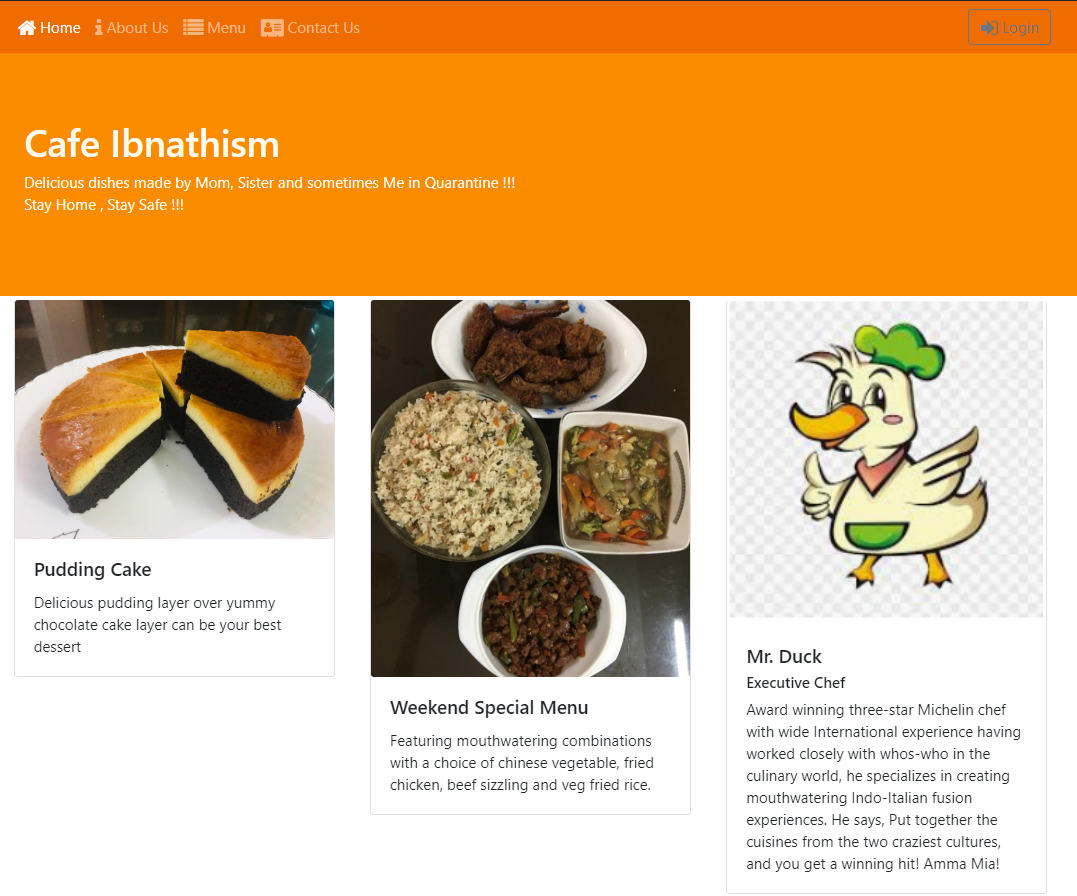 Home About Us Menu Contact Us Login
Cafe Ibnathism
Delicious dishes made by Mom, Sister and sometimes Me in Quarantine !!!
Stay Home , Stay Safe !!!
Pudding Cake
Delicious pudding layer over yummy
chocolate cake layer can be your best
dessert
Weekend Special Menu
Featuring mouthwatering combinations
with a choice of chinese vegetable, fried
chicken, beef sizzling and veg fried rice.
Mr. Duck
Executive Chef
Award winning three-star Michelin chef
with wide International experience having
worked closely with whos-who in the
culinary world, he specializes in creating
mouthwatering Indo-Italian fusion
experiences. He says, Put together the
cuisines from the two craziest cultures,
and you get a winning hit! Amma Mia!